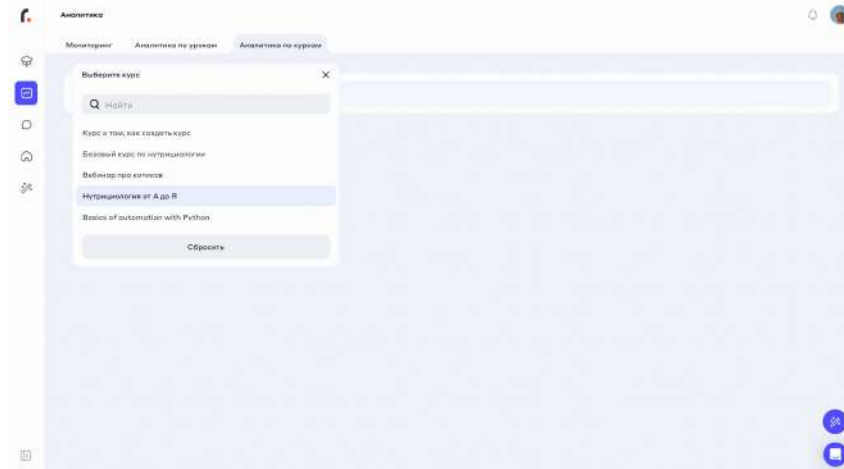 Аналитика
Мониторинг Аналитика по урокам Аналитика по курсам
Выберите курс
Найти
Курс о том, как создать курс
Базовый курс по нутрициологии
Вебинар про котиков
Нутрициология от А до Я
Basics of automation with Python
Сбросить